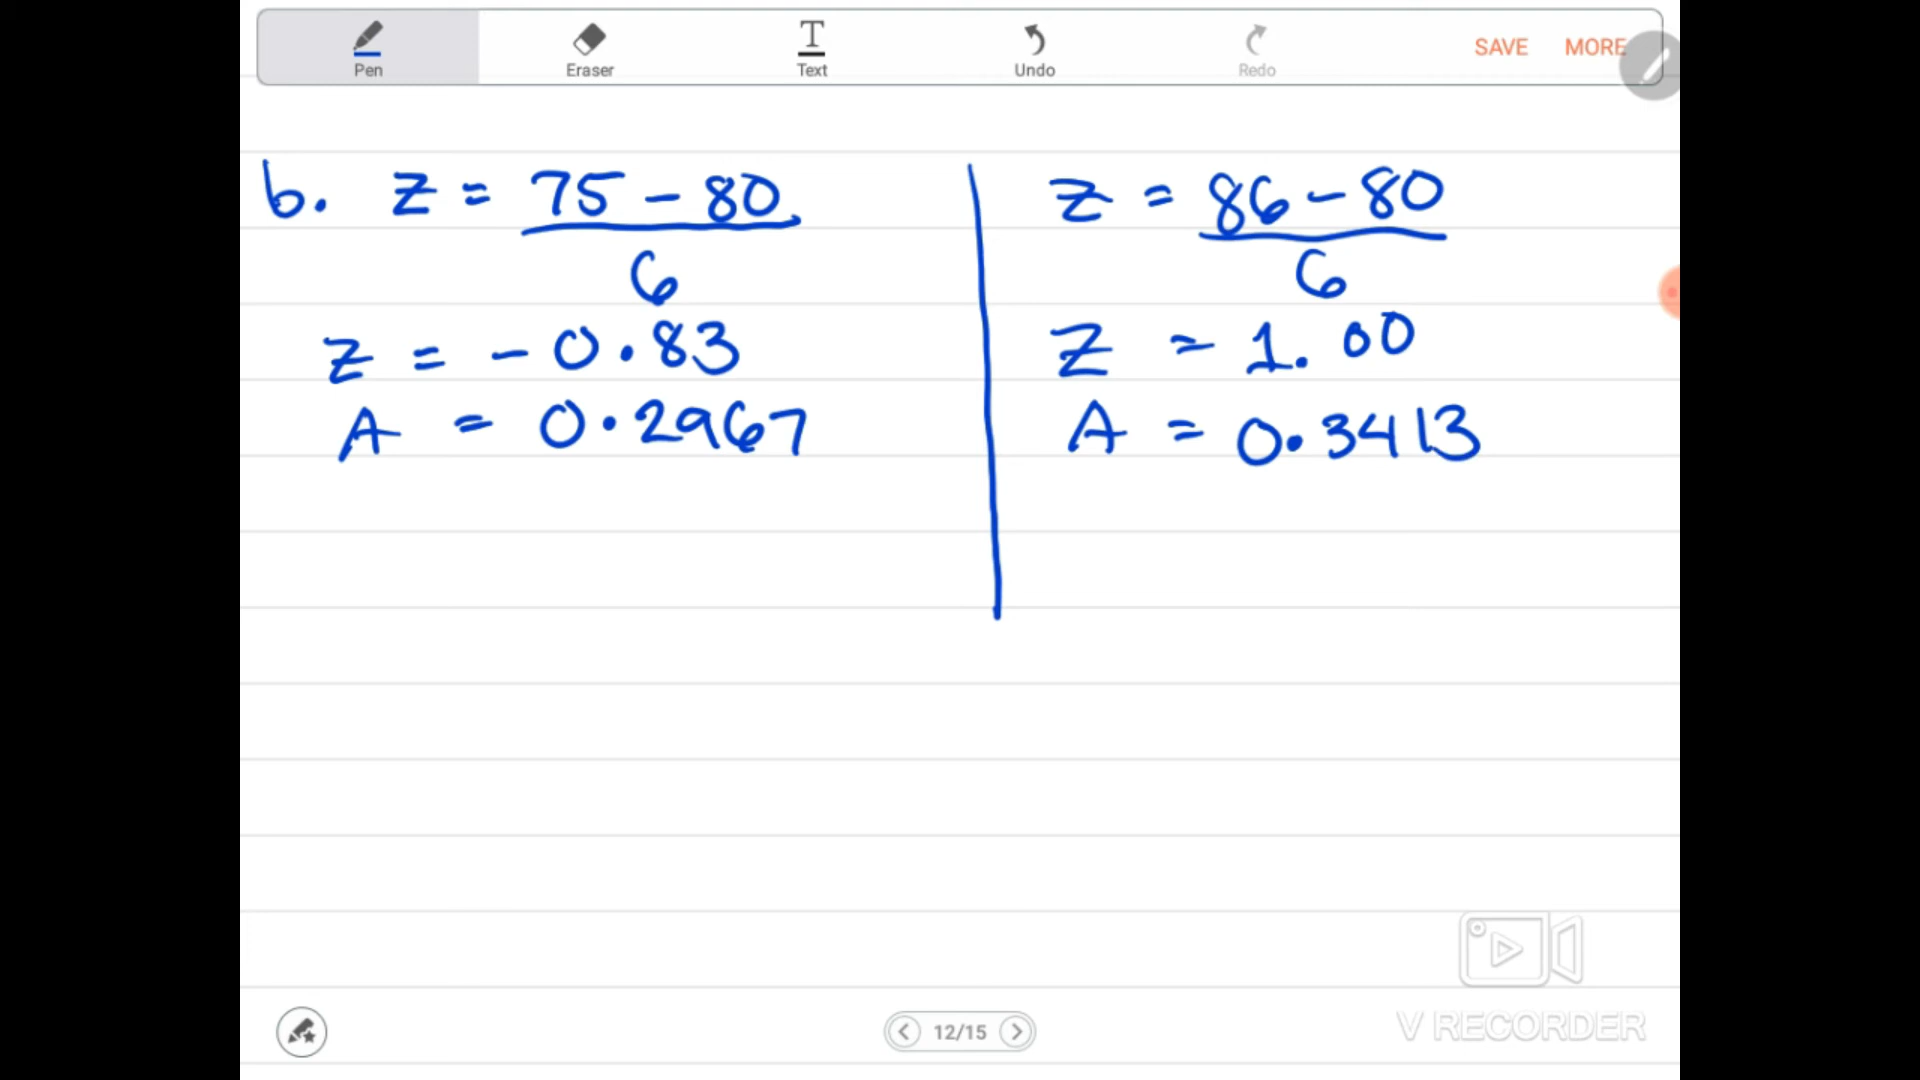 Pen Eraser Text Undo Redo SAVE MORE
b. z = 75 - 80
6
z = - 0.83
A = 0.2967
z = 86 - 80
6
z = 1.00
A = 0.3413
12/15
V RECORDER